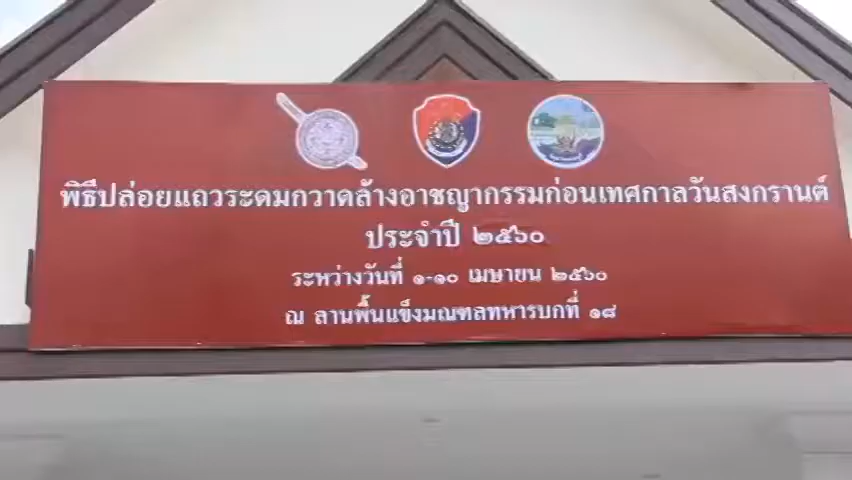 พิธีปล่อยแถวระดมกวาดล้างอาชญากรรมก่อนเทศกาลวันสงกรานต์
ประจำปี ๒๕๖๐
ระหว่างวันที่ ๑-๑๐ เมษายน ๒๕๖๐
ณ ลานพื้นแข็งมณฑลทหารบกที่ ๑๘